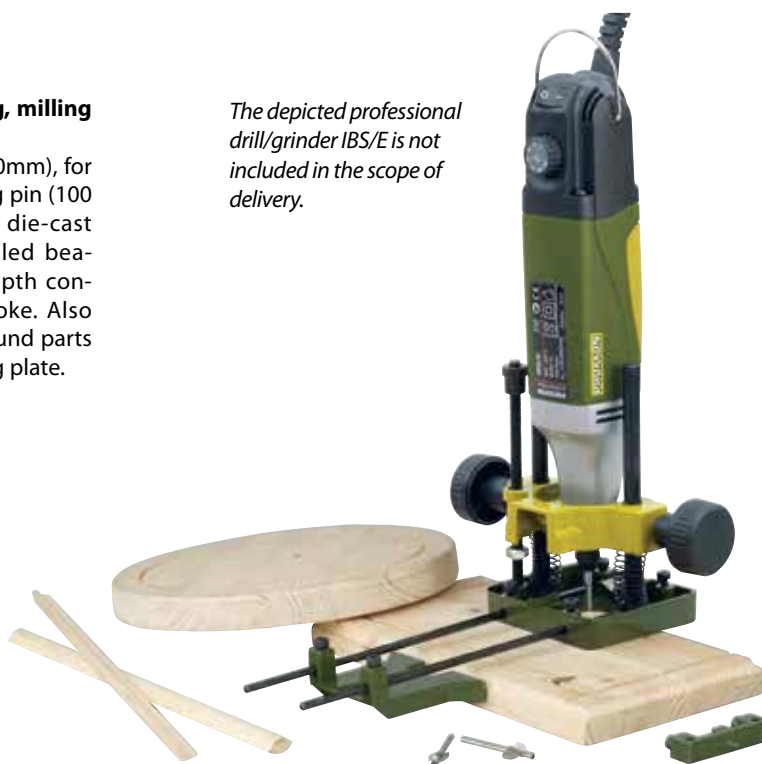 g, milling
0mm), for
g pin (100
die-cast
led bea-
pth con-
oke. Also
und parts
g plate.
The depicted professional
drill/grinder IBS/E is not
included in the scope of
delivery.